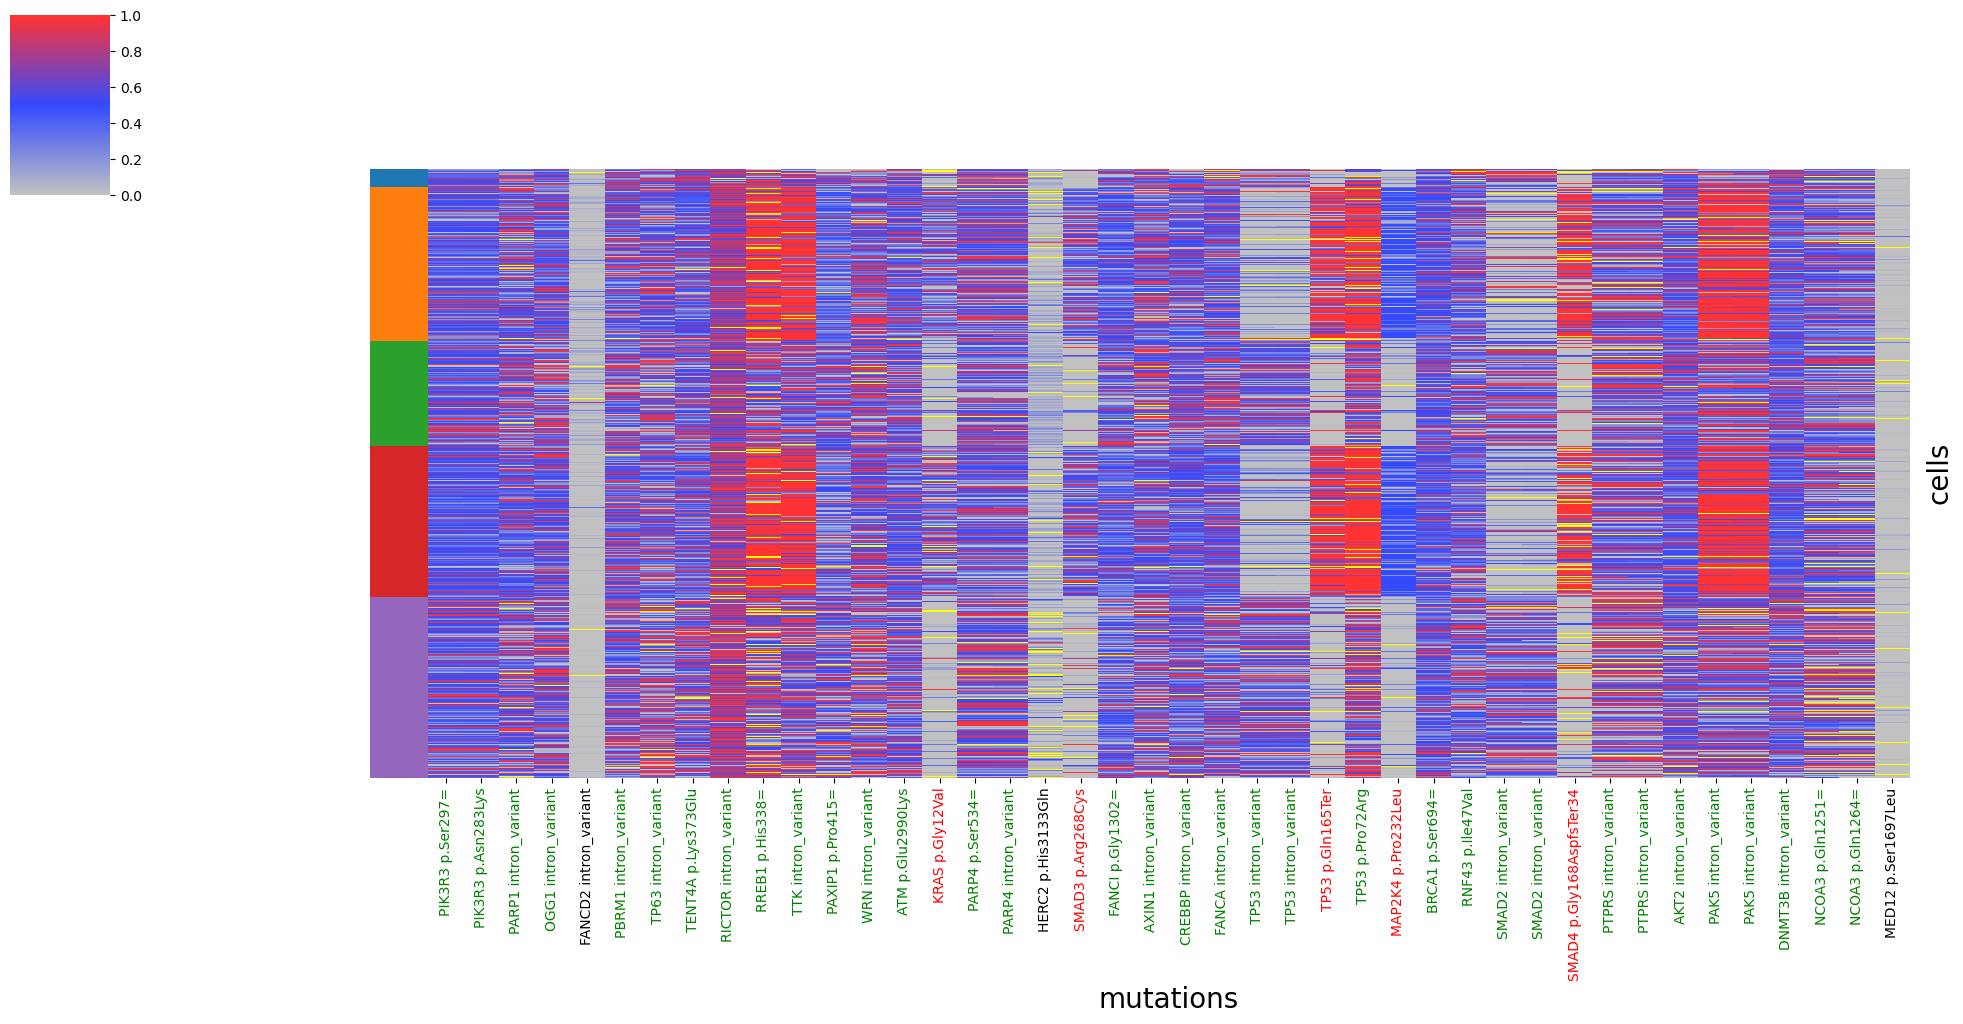 1.0
0.8
0.6
0.4
0.2
0.0
cells
PIK3R3 p.Ser297=
PIK3R3 p.Asn283Lys
PARP1 intron_variant
OGG1 intron_variant
FANCD2 intron_variant
PBRM1 intron_variant
TP63 intron_variant
TENT4A p.Lys373Glu
RICTOR intron_variant
RREB1 p.His338=
TTK intron_variant
PAXIP1 p.Pro415=
WRN intron_variant
ATM p.Glu2990Lys
KRAS p.Gly12Val
PARP4 p.Ser534=
PARP4 intron_variant
HERC2 p.His3133Gln
SMAD3 p.Arg268Cys
FANCI p.Gly1302=
AXIN1 intron_variant
CREBBP intron_variant
FANCA intron_variant
TP53 intron_variant
TP53 intron_variant
TP53 p.Gln165Ter
TP53 p.Pro72Arg
MAP2K4 p.Pro232Leu
BRCA1 p.Ser694=
RNF43 p.Ile47Val
SMAD2 intron_variant
SMAD2 intron_variant
SMAD4 p.Gly168AspfsTer34
PTPRS intron_variant
PTPRS intron_variant
AKT2 intron_variant
PAK5 intron_variant
PAK5 intron_variant
DNMT3B intron_variant
NCOA3 p.Gln1251=
NCOA3 p.Gln1264=
MED12 p.Ser1697Leu
mutations